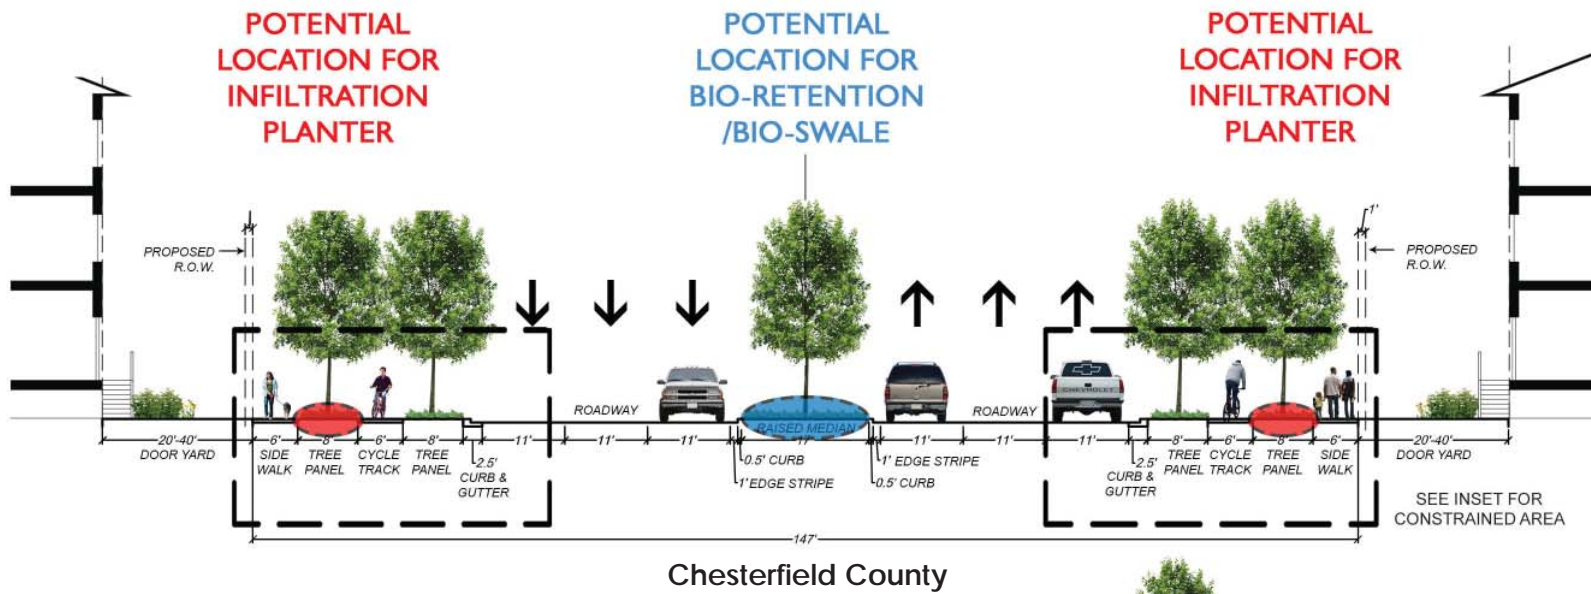 POTENTIAL
LOCATION FOR
INFILTRATION
PLANTER
POTENTIAL
LOCATION FOR
BIO-RETENTION
/BIO-SWALE
POTENTIAL
LOCATION FOR
INFILTRATION
PLANTER
1'
PROPOSED
R.O.W.
PROPOSED
R.O.W.
ROADWAY
RAISED MEDIAN
ROADWAY
CHEVROLET
20'-40'
DOOR YARD
6'
SIDE
WALK
8'
TREE
PANEL
6'
CYCLE
TRACK
8'
TREE
PANEL
2.5'
CURB &
GUTTER
11'
11'
11'
0.5' CURB
1' EDGE STRIPE
17'
1' EDGE STRIPE
0.5' CURB
11'
11'
11'
2.5'
CURB &
GUTTER
8'
TREE
PANEL
6'
CYCLE
TRACK
8'
TREE
PANEL
6'
SIDE
WALK
20'-40'
DOOR YARD
SEE INSET FOR
CONSTRAINED AREA
147'
Chesterfield County